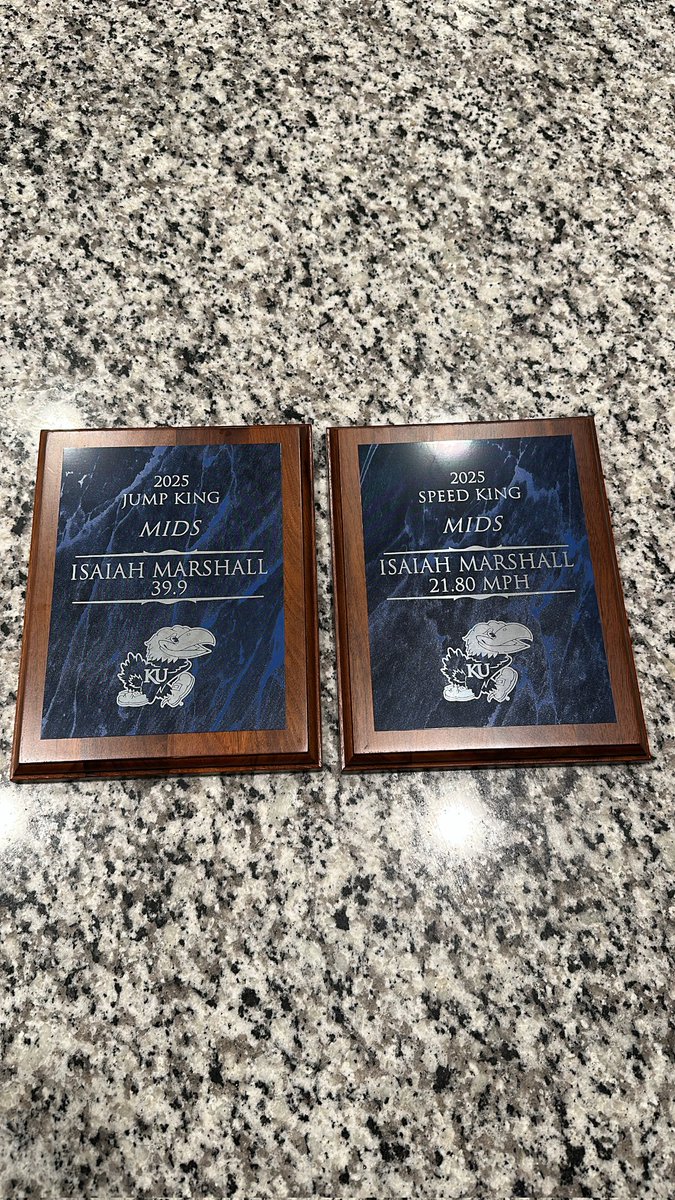 2025
JUMP KING
MIDS
ISAIAH MARSHALL
39.9
KU
2025
SPEED KING
MIDS
ISAIAH MARSHALL
21.80 MPH
KU